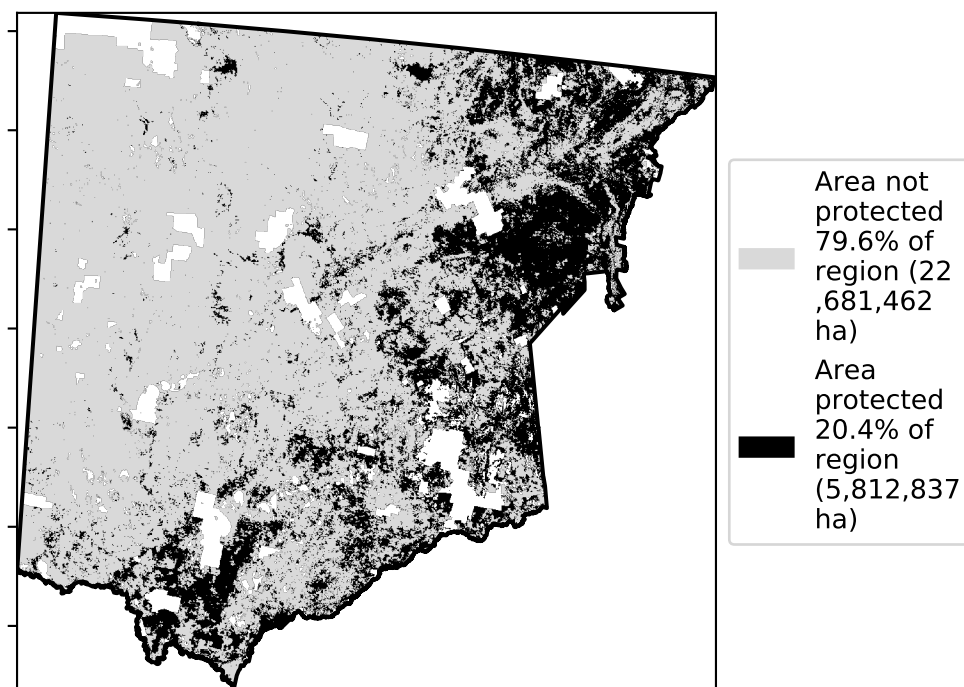 Area not
protected
79.6% of
region (22
,681,462
ha)
Area
protected
20.4% of
region
(5,812,837
ha)